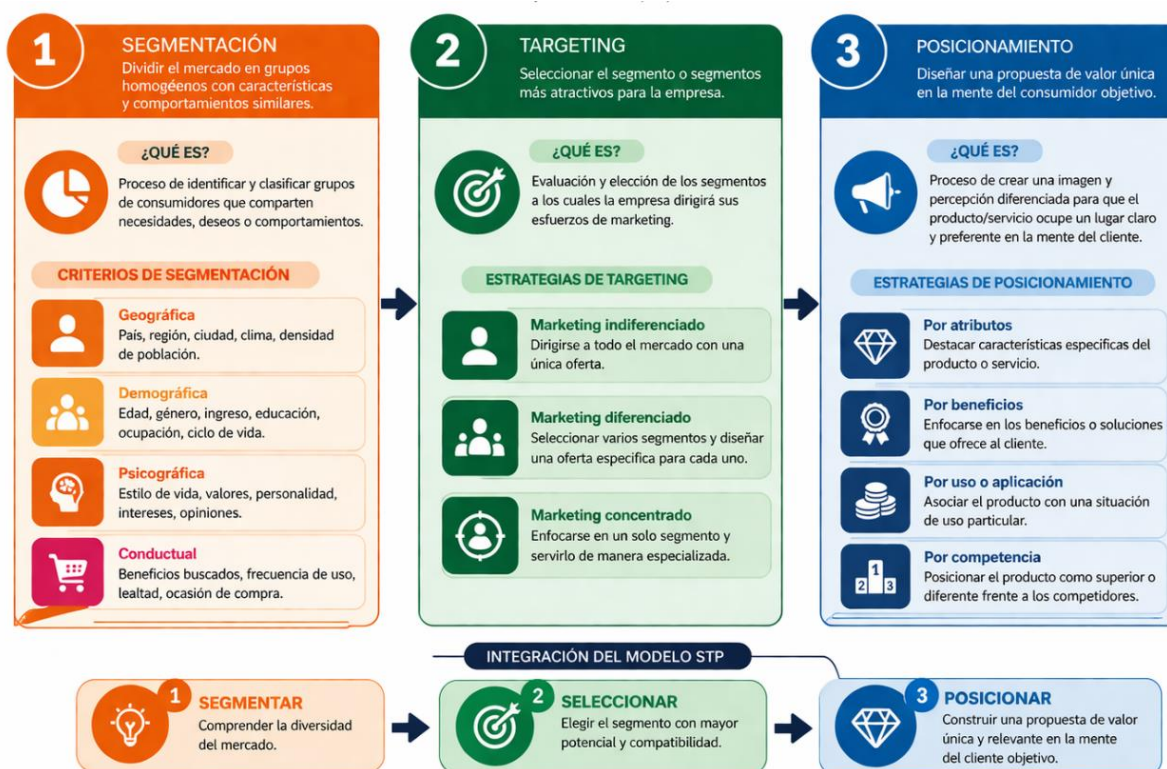 1
SEGMENTACIÓN
Dividir el mercado en grupos
homogéneos con características
y comportamientos similares.
¿QUÉ ES?
Proceso de identificar y clasificar grupos
de consumidores que comparten
necesidades, deseos o comportamientos.
CRITERIOS DE SEGMENTACIÓN
Geográfica
País, región, ciudad, clima, densidad
de población.
Demográfica
Edad, género, ingreso, educación,
ocupación, ciclo de vida.
Psicográfica
Estilo de vida, valores, personalidad,
intereses, opiniones.
Conductual
Beneficios buscados, frecuencia de uso,
lealtad, ocasión de compra.
2
TARGETING
Seleccionar el segmento o segmentos
más atractivos para la empresa.
¿QUÉ ES?
Evaluación y elección de los segmentos
a los cuales la empresa dirigirá sus
esfuerzos de marketing.
ESTRATEGIAS DE TARGETING
Marketing indiferenciado
Dirigirse a todo el mercado con una
única oferta.
Marketing diferenciado
Seleccionar varios segmentos y diseñar
una oferta especifica para cada uno.
Marketing concentrado
Enfocarse en un solo segmento y
servirlo de manera especializada.
3
POSICIONAMIENTO
Diseñar una propuesta de valor única
en la mente del consumidor objetivo.
¿QUÉ ES?
Proceso de crear una imagen y
percepción diferenciada para que el
producto/servicio ocupe un lugar claro
y preferente en la mente del cliente.
ESTRATEGIAS DE POSICIONAMIENTO
Por atributos
Destacar características especificas del
producto o servicio.
Por beneficios
Enfocarse en los beneficios o soluciones
que ofrece al cliente.
Por uso o aplicación
Asociar el producto con una situación
de uso particular.
1
2 3
Por competencia
Posicionar el producto como superior o
diferente frente a los competidores.
INTEGRACIÓN DEL MODELO STP
1
SEGMENTAR
Comprender la diversidad
del mercado.
2
SELECCIONAR
Elegir el segmento con mayor
potencial y compatibilidad.
3
POSICIONAR
Construir una propuesta de valor
única y relevante en la mente
del cliente objetivo.